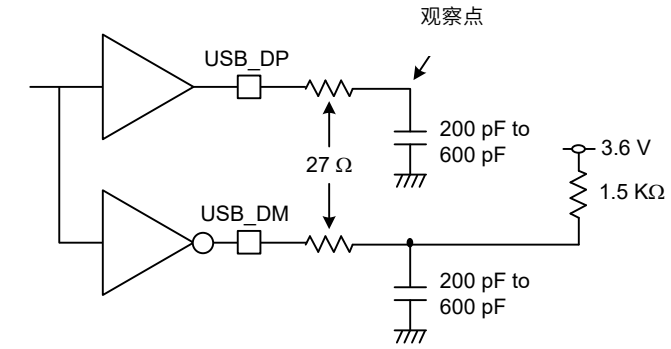 观察点
USB_DP
200 pF to
600 pF
27 Ω
3.6 V
1.5 KΩ
USB_DM
200 pF to
600 pF